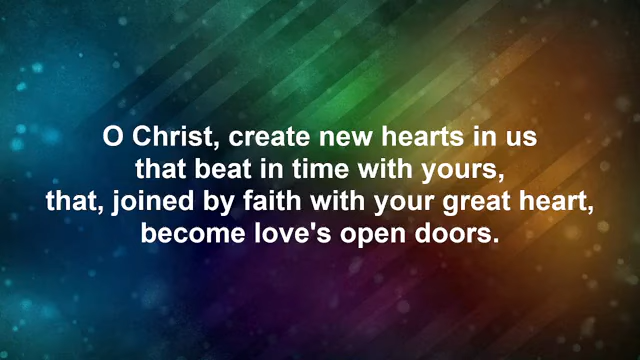 O Christ, create new hearts in us
that beat in time with yours,
that, joined by faith with your great heart,
become love's open doors.